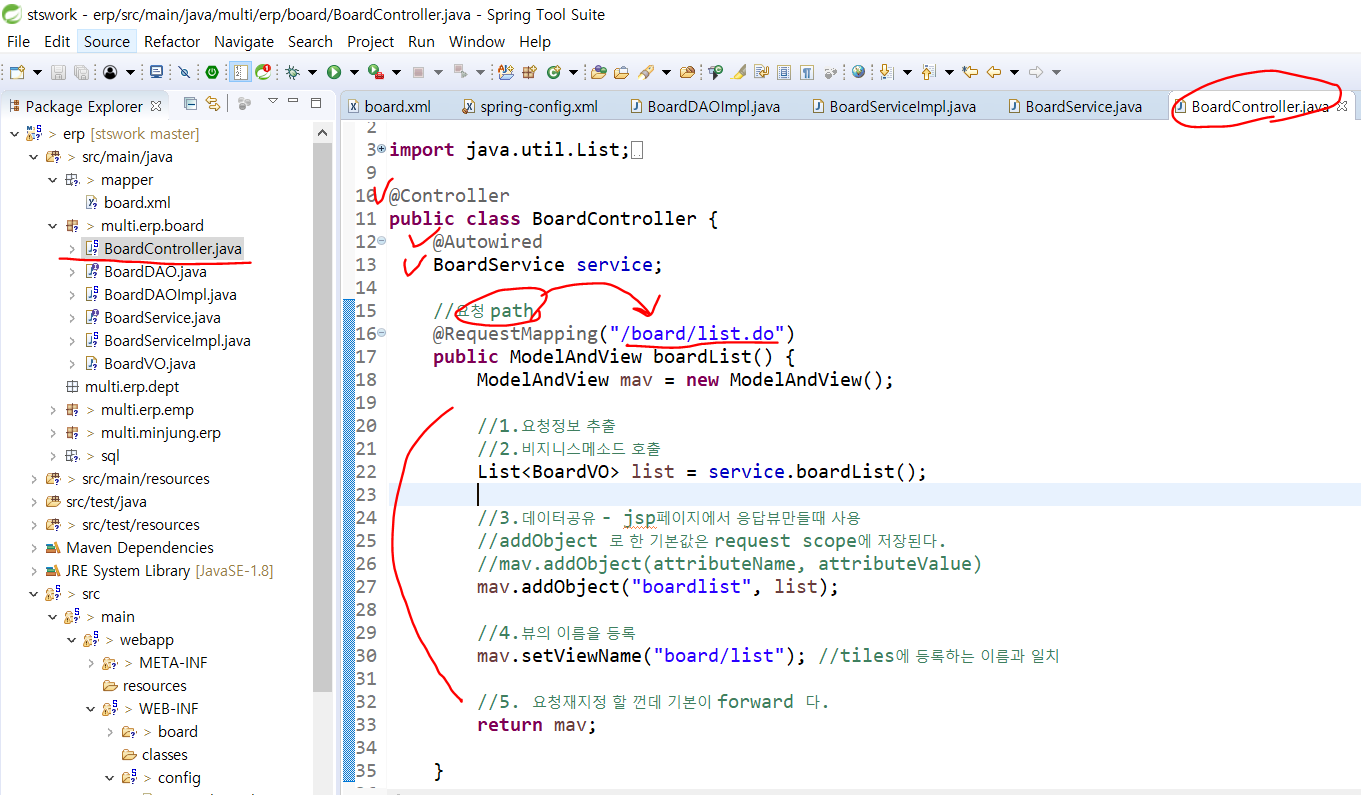 stswork - erp/src/main/java/multi/erp/board/BoardController.java - Spring Tool Suite
File Edit Source Refactor Navigate Search Project Run Window Help
Package Explorer
board.xml spring-config.xml BoardDAOImpl.java BoardServiceImpl.java BoardService.java BoardController.java
> erp [stswork master]
> src/main/java
> mapper
board.xml
> multi.erp.board
> BoardController.java
> BoardDAO.java
> BoardDAOImpl.java
> BoardService.java
> BoardServiceImpl.java
> BoardVO.java
multi.erp.dept
> multi.erp.emp
> multi.minjung.erp
> sql
> src/main/resources
src/test/java
> src/test/resources
Maven Dependencies
JRE System Library [JavaSE-1.8]
> src
> main
> webapp
> META-INF
resources
> WEB-INF
> board
classes
> config
2
3 import java.util.List;
9
10 @Controller
11 public class BoardController {
12 @Autowired
13 BoardService service;
14
15 //요청 path
16 @RequestMapping("/board/list.do")
17 public ModelAndView boardList() {
18 ModelAndView mav = new ModelAndView();
19
20 //1.요청정보 추출
21 //2.비지니스메소드 호출
22 List<BoardVO> list = service.boardList();
23
24 //3.데이터공유 - jsp페이지에서 응답뷰만들때 사용
25 //addObject 로 한 기본값은 request scope에 저장된다.
26 //mav.addObject(attributeName, attributeValue)
27 mav.addObject("boardlist", list);
28
29 //4.뷰의 이름을 등록
30 mav.setViewName("board/list"); //tiles에 등록하는 이름과 일치
31
32 //5. 요청재지정 할 껀데 기본이 forward 다.
33 return mav;
34
35 }